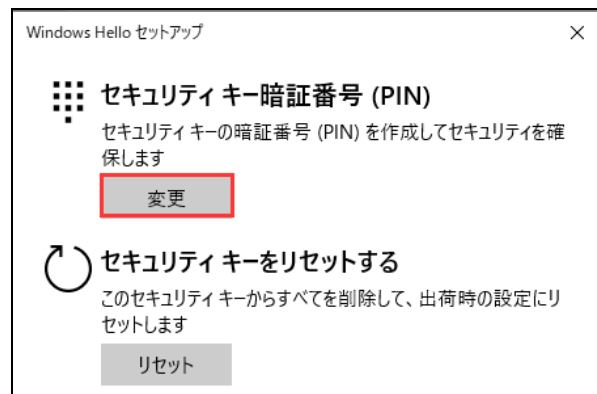 Windows Hello セットアップ
セキュリティ キー暗証番号 (PIN)
セキュリティ キーの暗証番号 (PIN) を作成してセキュリティを確
保します
変更
セキュリティ キーをリセットする
このセキュリティ キーからすべてを削除して、出荷時の設定にリ
セットします
リセット